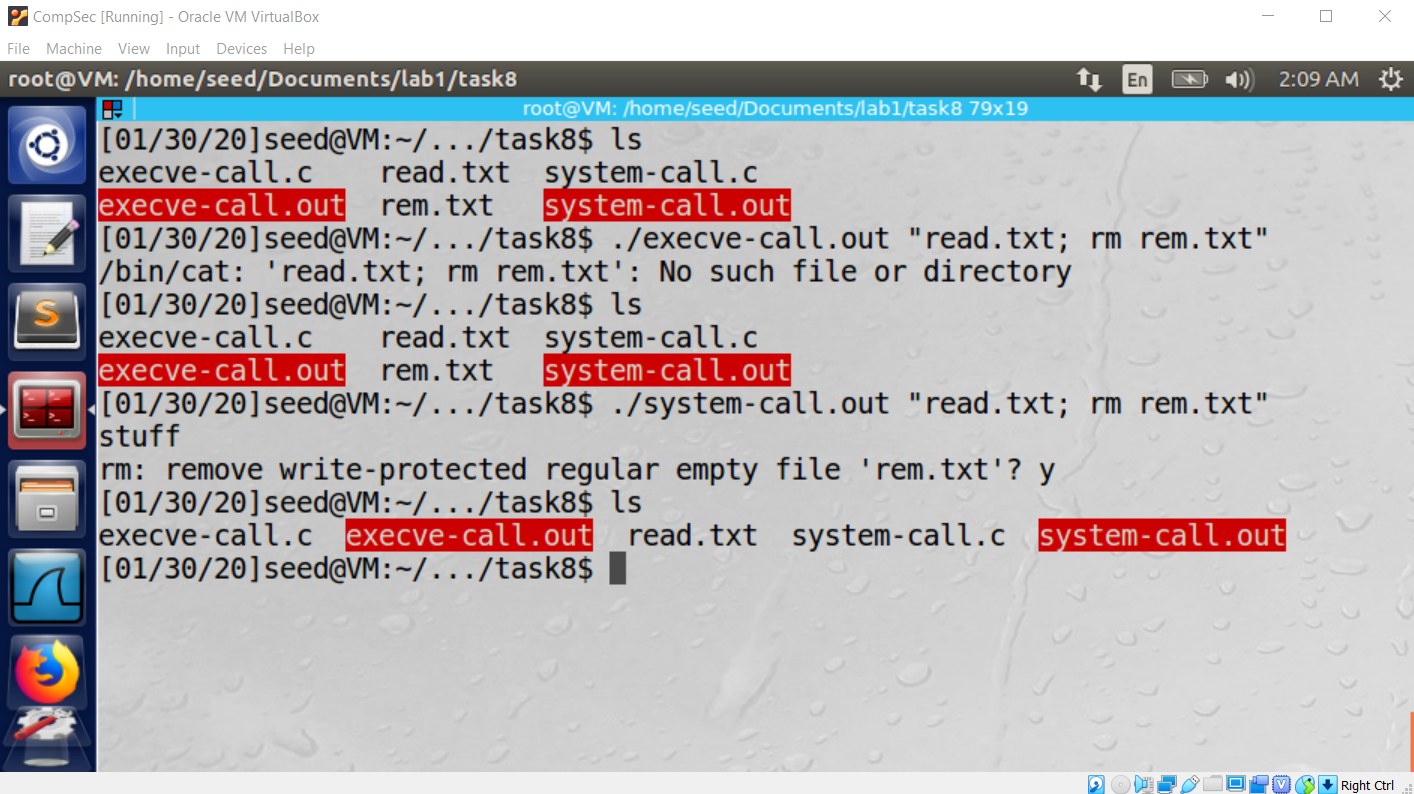 CompSec [Running] - Oracle VM VirtualBox
File Machine View Input Devices Help
root@VM: /home/seed/Documents/lab1/task8 En 2:09 AM
root@VM: /home/seed/Documents/lab1/task8 79x19
[01/30/20]seed@VM:~/.../task8$ ls
execve-call.c read.txt system-call.c
execve-call.out rem.txt system-call.out
[01/30/20]seed@VM:~/.../task8$ ./execve-call.out "read.txt; rm rem.txt"
/bin/cat: 'read.txt; rm rem.txt': No such file or directory
[01/30/20]seed@VM:~/.../task8$ ls
execve-call.c read.txt system-call.c
execve-call.out rem.txt system-call.out
[01/30/20]seed@VM:~/.../task8$ ./system-call.out "read.txt; rm rem.txt"
stuff
rm: remove write-protected regular empty file 'rem.txt'? y
[01/30/20]seed@VM:~/.../task8$ ls
execve-call.c execve-call.out read.txt system-call.c system-call.out
[01/30/20]seed@VM:~/.../task8$
Right Ctrl